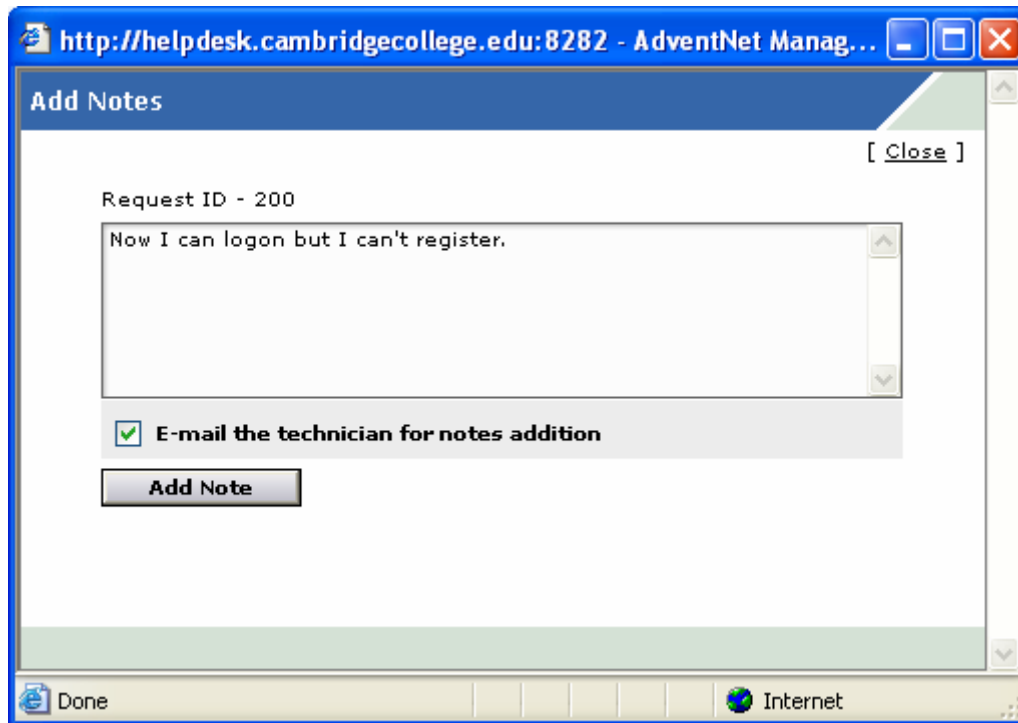 http://helpdesk.cambridgecollege.edu:8282 - AdventNet Manag...
Add Notes
[ Close ]
Request ID - 200
Now I can logon but I can't register.
E-mail the technician for notes addition
Add Note
Done
Internet